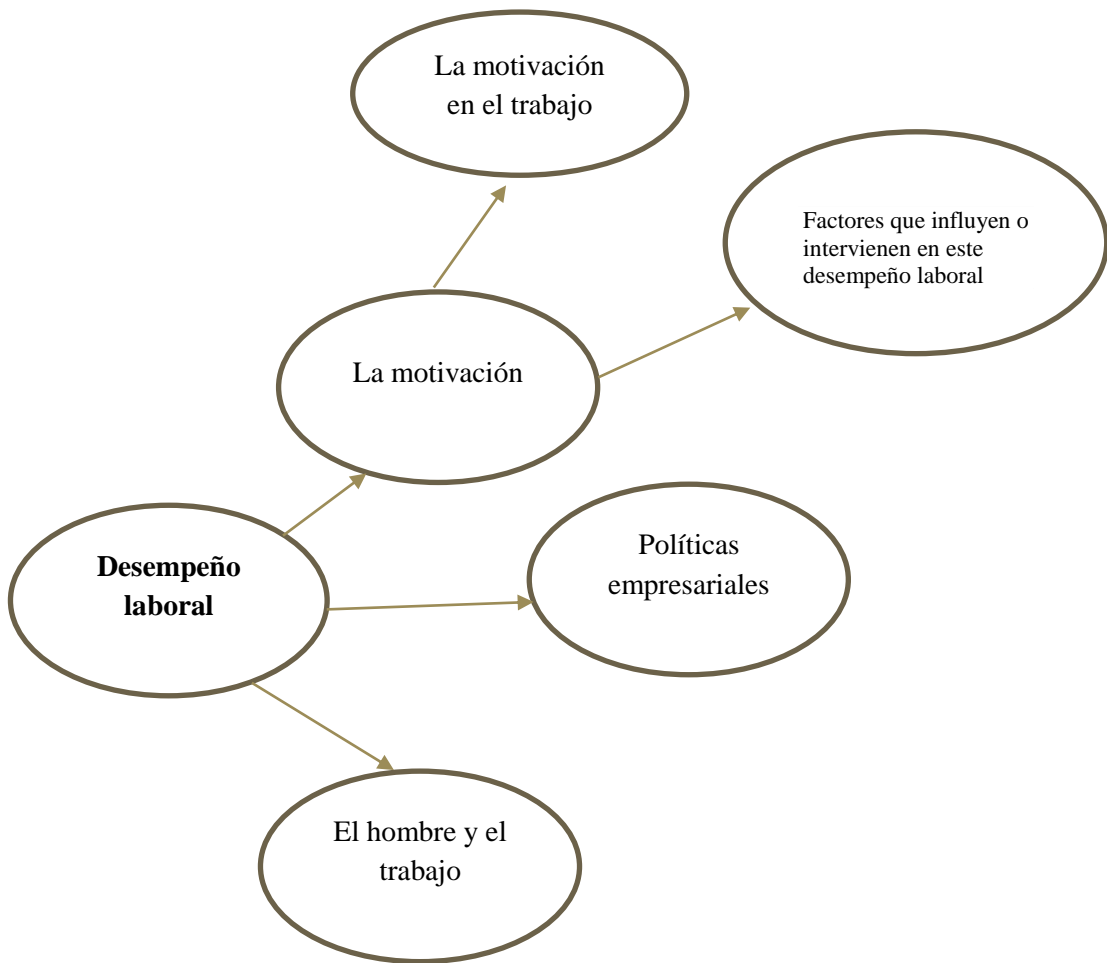 La motivación
en el trabajo
Factores que influyen o
intervienen en este
desempeño laboral
La motivación
Políticas
empresariales
Desempeño
laboral
El hombre y el
trabajo